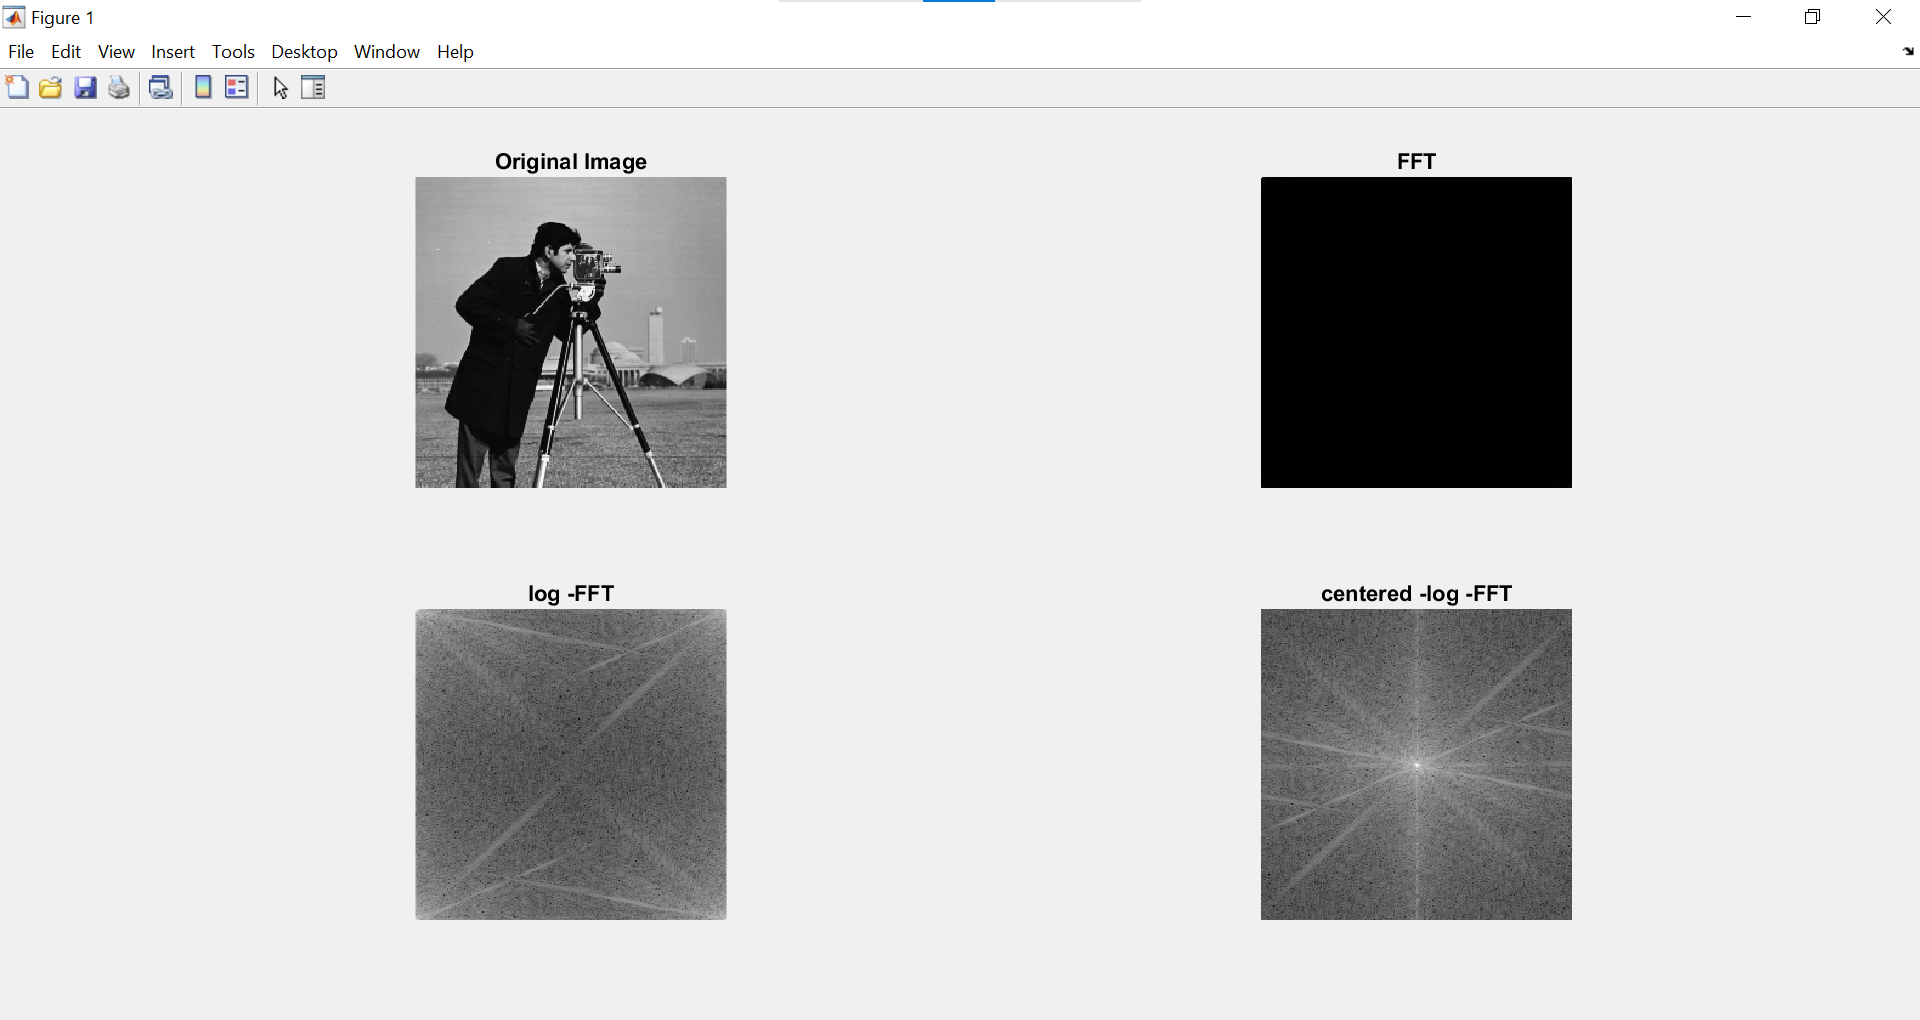 Figure 1
File Edit View Insert Tools Desktop Window Help
Original Image
FFT
log -FFT
centered -log -FFT